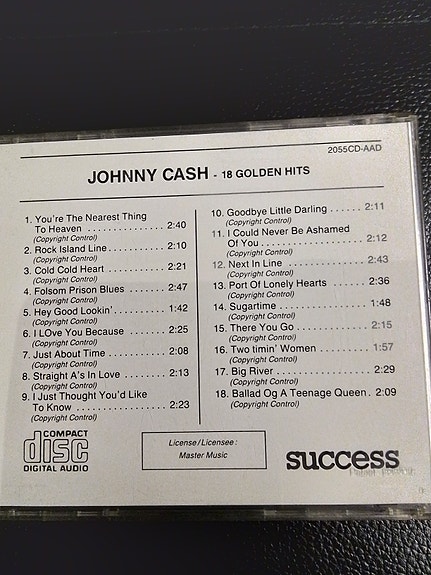 2055CD-AAD
JOHNNY CASH - 18 GOLDEN HITS
1. You're The Nearest Thing
To Heaven . . . . . . . . . . . . . . 2:40
(Copyright Control)
2. Rock Island Line . . . . . . . . . . 2:10
(Copyright Control)
3. Cold Cold Heart . . . . . . . . . . 2:21
(Copyright Control)
4. Folsom Prison Blues . . . . . . . 2:47
(Copyright Control)
5. Hey Good Lookin' . . . . . . . . . 1:42
(Copyright Control)
6. I LOve You Because . . . . . . . 2:25
(Copyright Control)
7. Just About Time . . . . . . . . . . 2:08
(Copyright Control)
8. Straight A's In Love . . . . . . . . 2:13
(Copyright Control)
9. I Just Thought You'd Like
To Know . . . . . . . . . . . . . . . 2:23
(Copyright Control)
10. Goodbye Little Darling . . . . . . 2:11
(Copyright Control)
11. I Could Never Be Ashamed
Of You . . . . . . . . . . . . . . . . 2:12
(Copyright Control)
12. Next In Line . . . . . . . . . . . . 2:43
(Copyright Control)
13. Port Of Lonely Hearts . . . . . . 2:36
(Copyright Control)
14. Sugartime . . . . . . . . . . . . . . 1:48
(Copyright Control)
15. There You Go . . . . . . . . . . . 2:15
(Copyright Control)
16. Two timin' Women . . . . . . . . 1:57
(Copyright Control)
17. Big River . . . . . . . . . . . . . . . 2:29
(Copyright Control)
18. Ballad Og A Teenage Queen . 2:09
(Copyright Control)
COMPACT
disc
DIGITAL AUDIO
License/Licensee:
Master Music
success